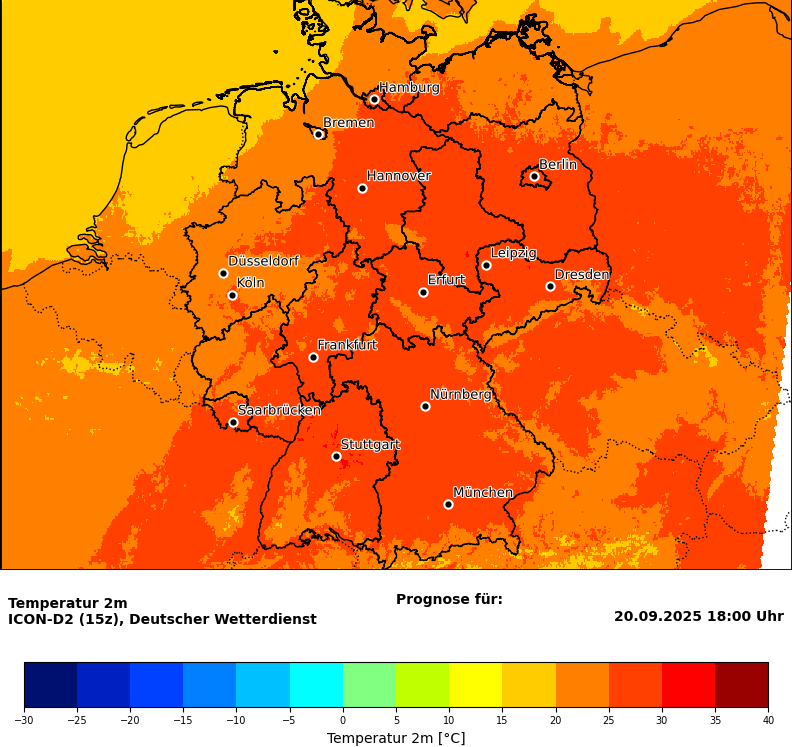 Hamburg
Bremen
Berlin
Hannover
Leipzig
Düsseldorf
Dresden
Köln
Erfurt
Frankfurt
Nürnberg
Saarbrücken
Stuttgart
München
Temperatur 2m
ICON-D2 (15z), Deutscher Wetterdienst
Prognose für:
20.09.2025 18:00 Uhr
−30 −25 −20 −15 −10 −5 0 5 10 15 20 25 30 35 40
Temperatur 2m [°C]